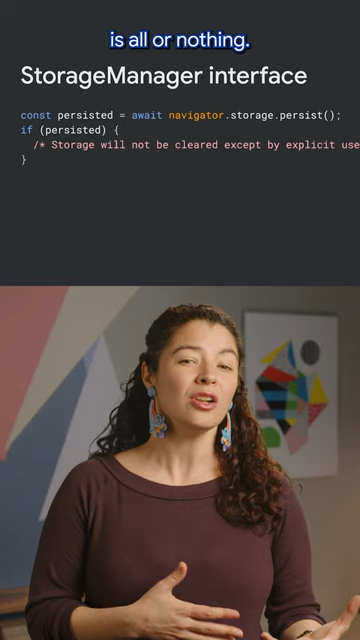 is all or nothing.
StorageManager interface
const persisted = await navigator.storage.persist();
if (persisted) {
/* Storage will not be cleared except by explicit use
}